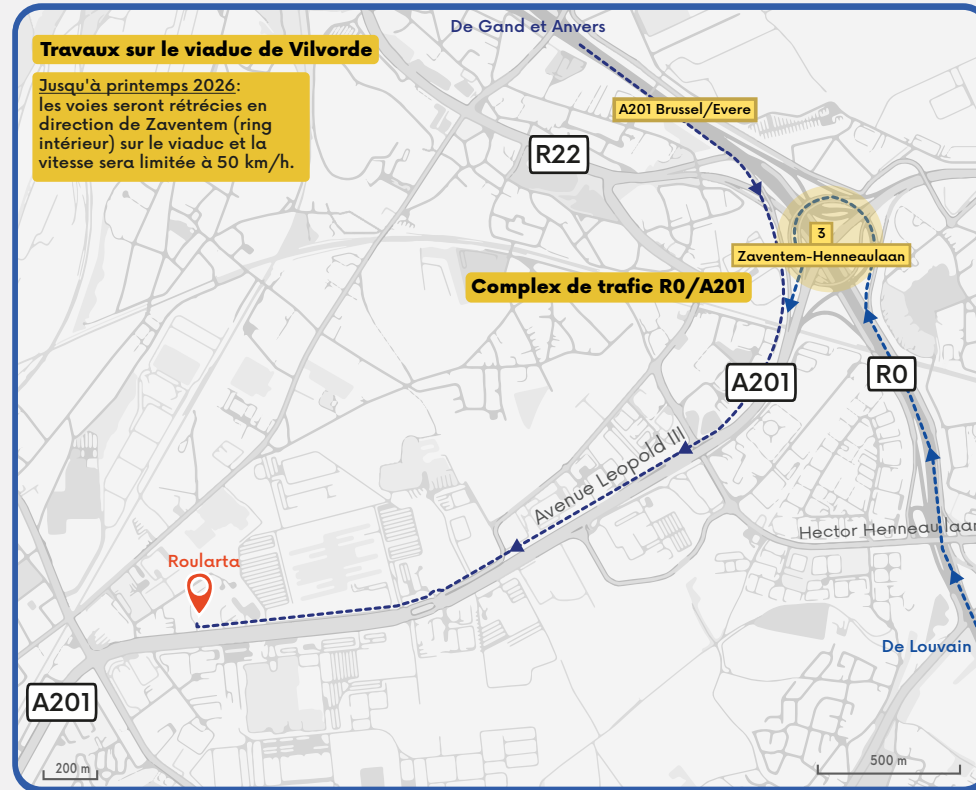 De Gand et Anvers
Travaux sur le viaduc de Vilvorde
Jusqu'à printemps 2026:
les voies seront rétrécies en
direction de Zaventem (ring
intérieur) sur le viaduc et la
vitesse sera limitée à 50 km/h.
A201 Brussel/Evere
R22
3
Zaventem-Henneaulaan
Complex de trafic R0/A201
A201
R0
Avenue Leopold III
Hector Henneaulaan
Roularta
De Louvain
A201
200 m
500 m